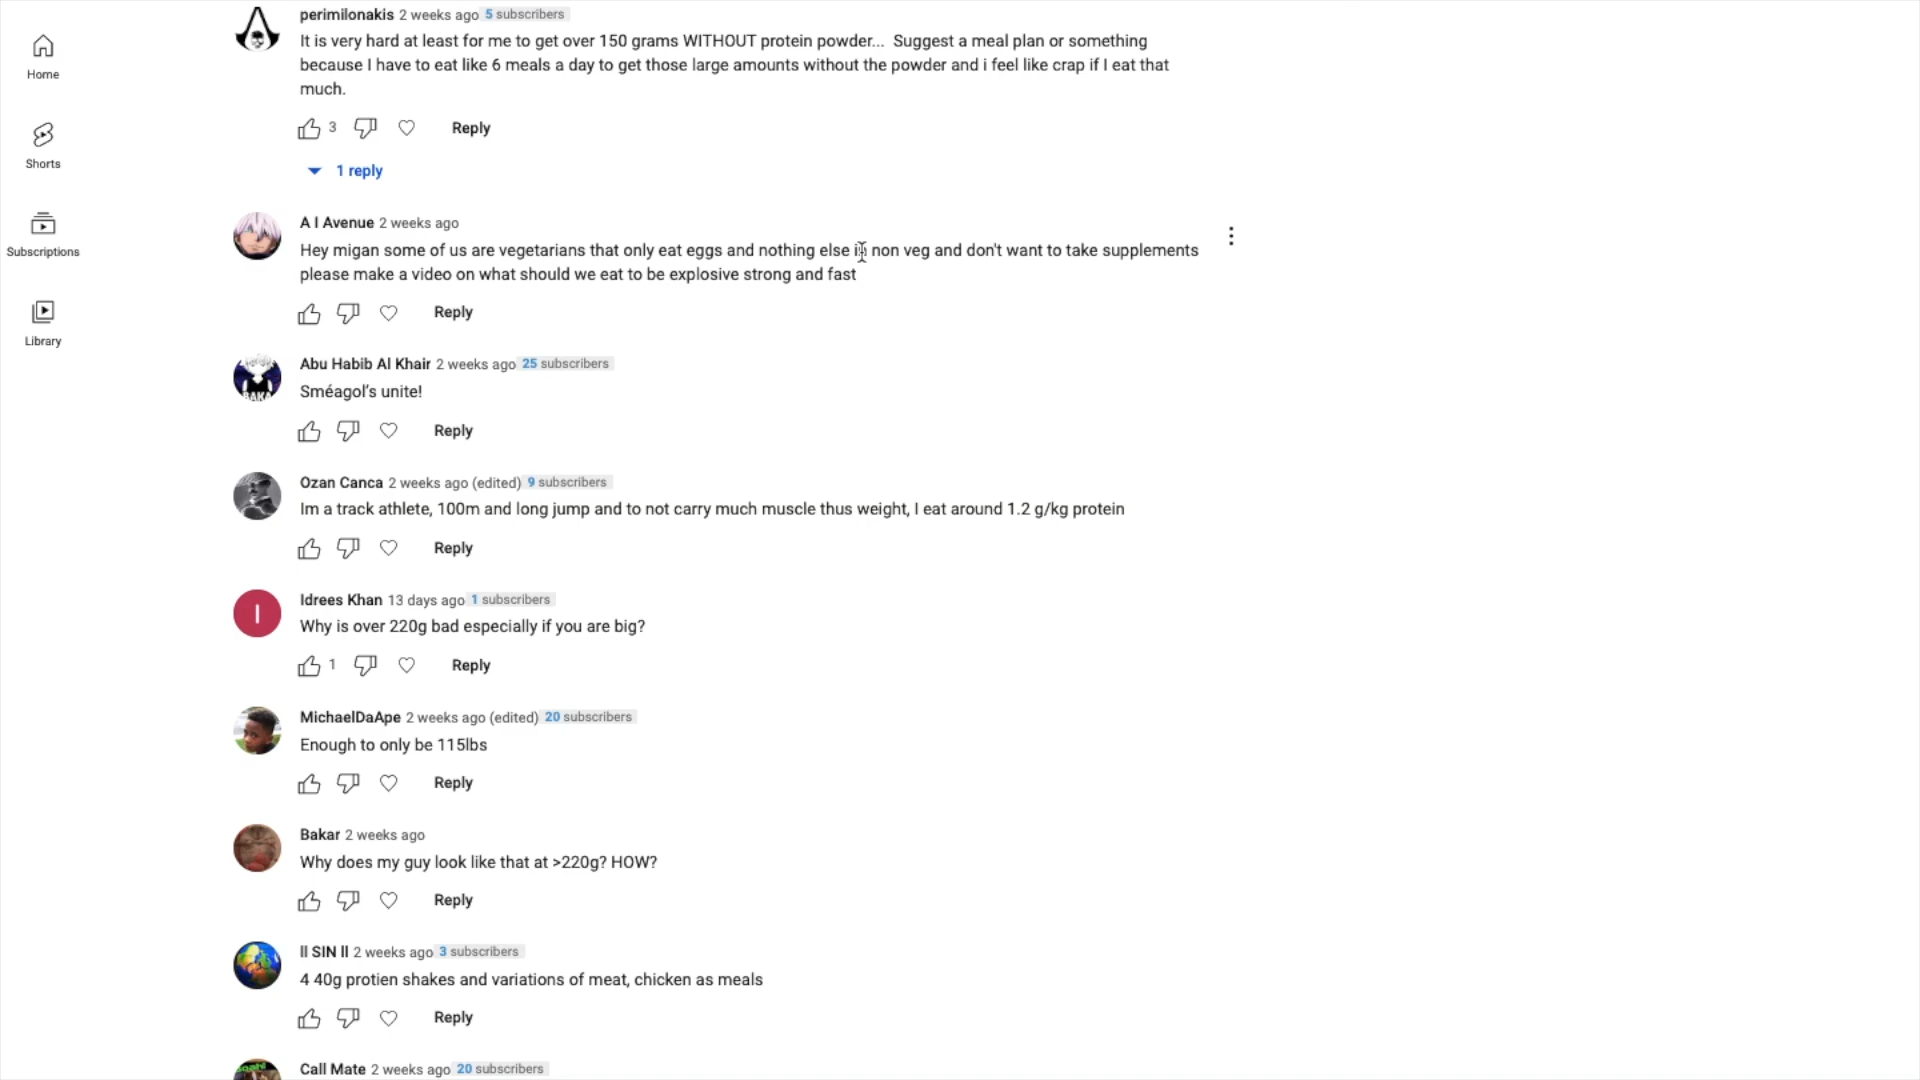 perimilonakis 2 weeks ago 5 subscribers
It is very hard at least for me to get over 150 grams WITHOUT protein powder... Suggest a meal plan or something
because I have to eat like 6 meals a day to get those large amounts without the powder and i feel like crap if I eat that
much.
Home
3 Reply
Shorts
1 reply
A I Avenue 2 weeks ago
Hey migan some of us are vegetarians that only eat eggs and nothing else in non veg and don't want to take supplements
Subscriptions
please make a video on what should we eat to be explosive strong and fast
Reply
Library
Abu Habib Al Khair 2 weeks ago 25 subscribers
BAKA
Sméagol's unite!
Reply
Ozan Canca 2 weeks ago (edited) 9 subscribers
Im a track athlete, 100m and long jump and to not carry much muscle thus weight, I eat around 1.2 g/kg protein
Reply
I
Idrees Khan 13 days ago 1 subscribers
Why is over 220g bad especially if you are big?
1 Reply
MichaelDaApe 2 weeks ago (edited) 20 subscribers
Enough to only be 115lbs
Reply
Bakar 2 weeks ago
Why does my guy look like that at >220g? HOW?
Reply
ll SIN ll 2 weeks ago 3 subscribers
4 40g protien shakes and variations of meat, chicken as meals
Reply
Call Mate 2 weeks ago 20 subscribers